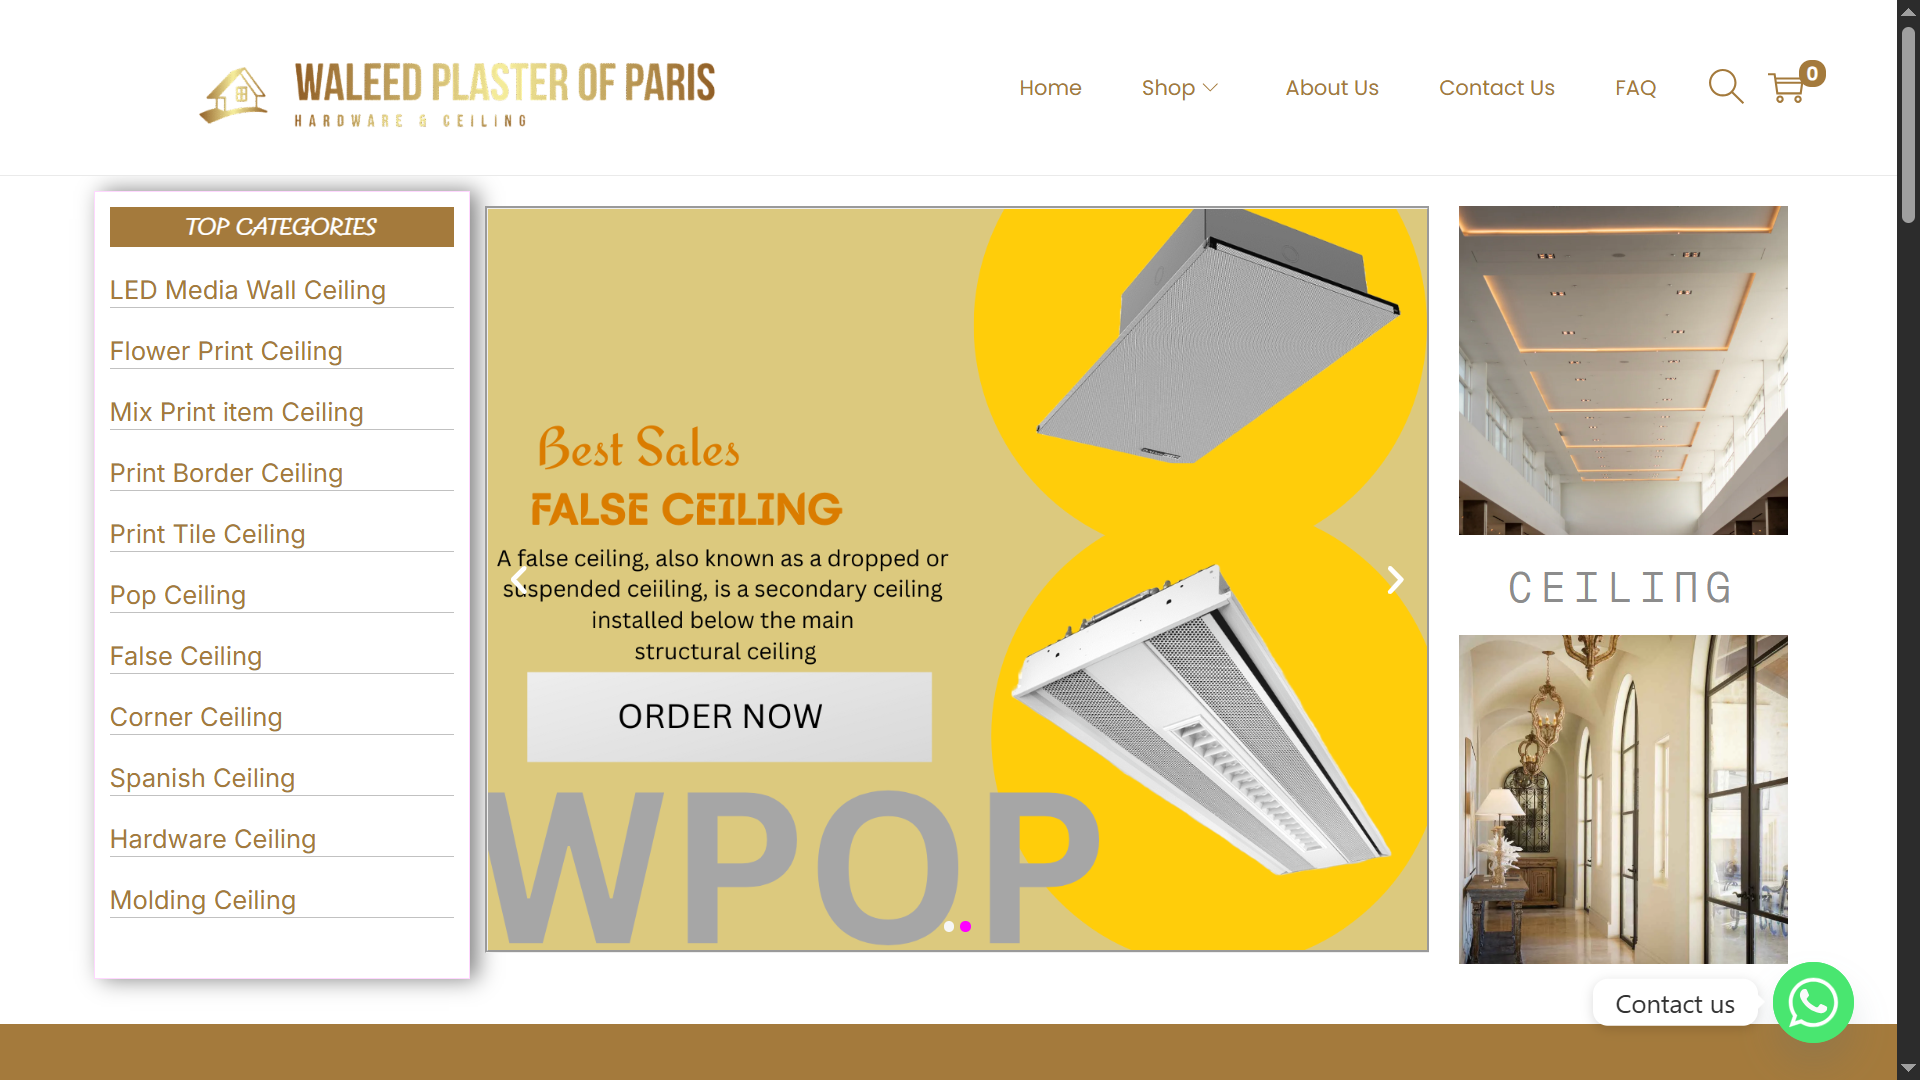 WALEED PLASTER OF PARIS
HARDWARE & CEILING
Home
Shop
About Us
Contact Us
FAQ
0
TOP CATEGORIES
LED Media Wall Ceiling
Flower Print Ceiling
Mix Print item Ceiling
Print Border Ceiling
Print Tile Ceiling
Pop Ceiling
False Ceiling
Corner Ceiling
Spanish Ceiling
Hardware Ceiling
Molding Ceiling
Best Sales
FALSE CEILING
A false ceiling, also known as a dropped or
suspended ceiiling, is a secondary ceiling
installed below the main
structural ceiling
ORDER NOW
WPOP
CEILING
Contact us